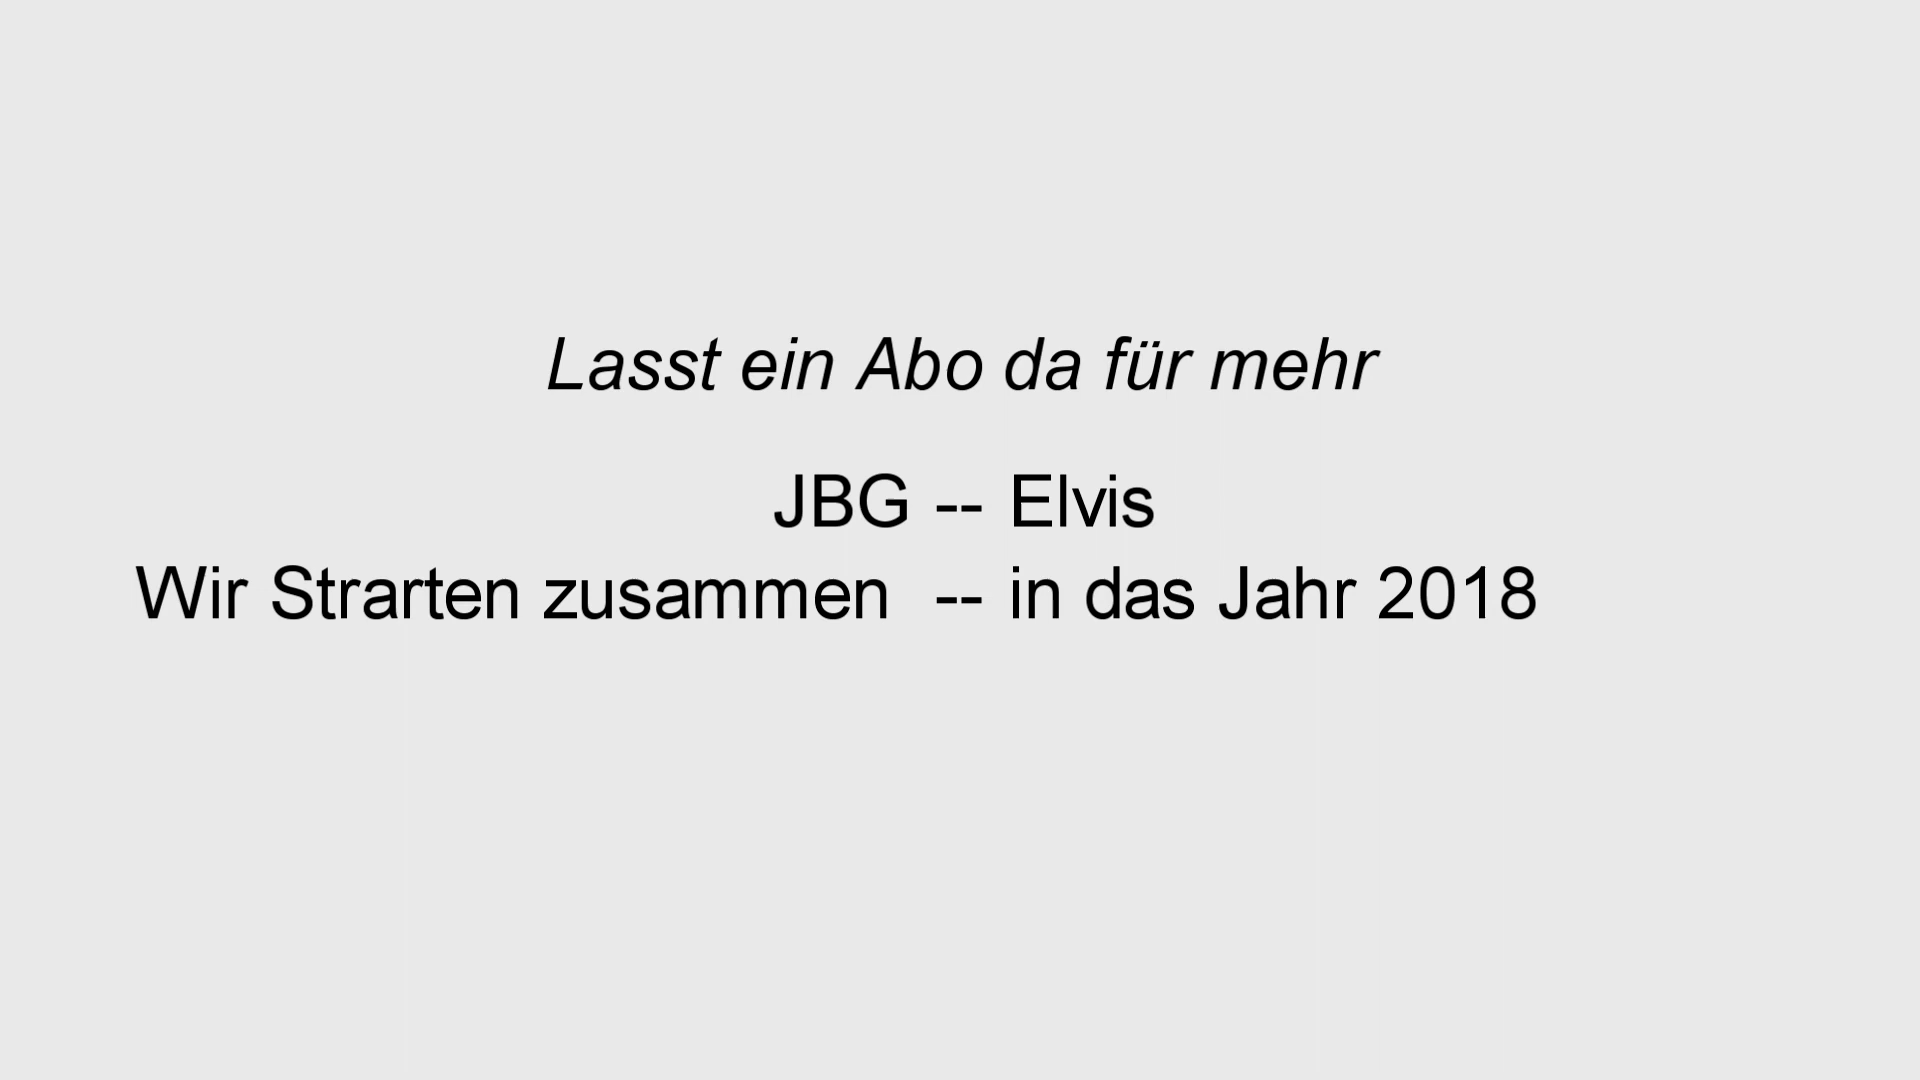 Lasst ein Abo da für mehr
JBG -- Elvis
Wir Strarten zusammen -- in das Jahr 2018